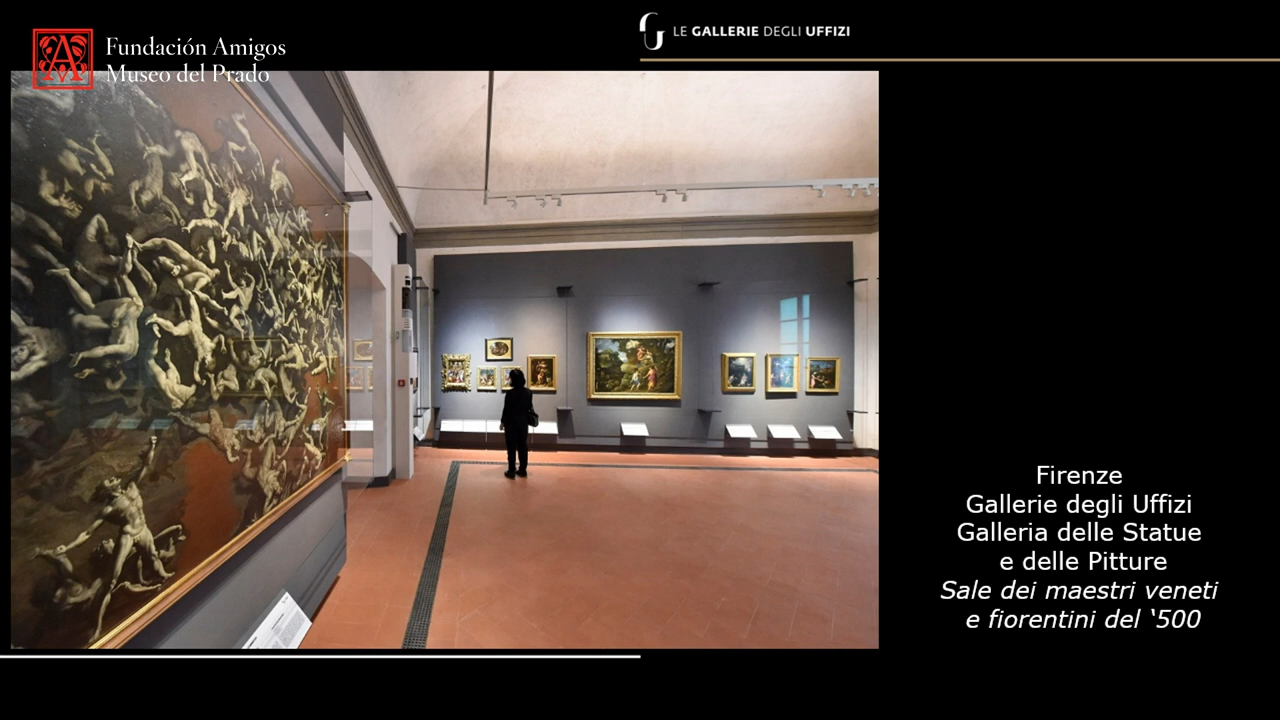 Fundación Amigos
Museo del Prado
LE GALLERIE DEGLI UFFIZI
Firenze
Gallerie degli Uffizi
Galleria delle Statue
e delle Pitture
Sale dei maestri veneti
e fiorentini del ‘500